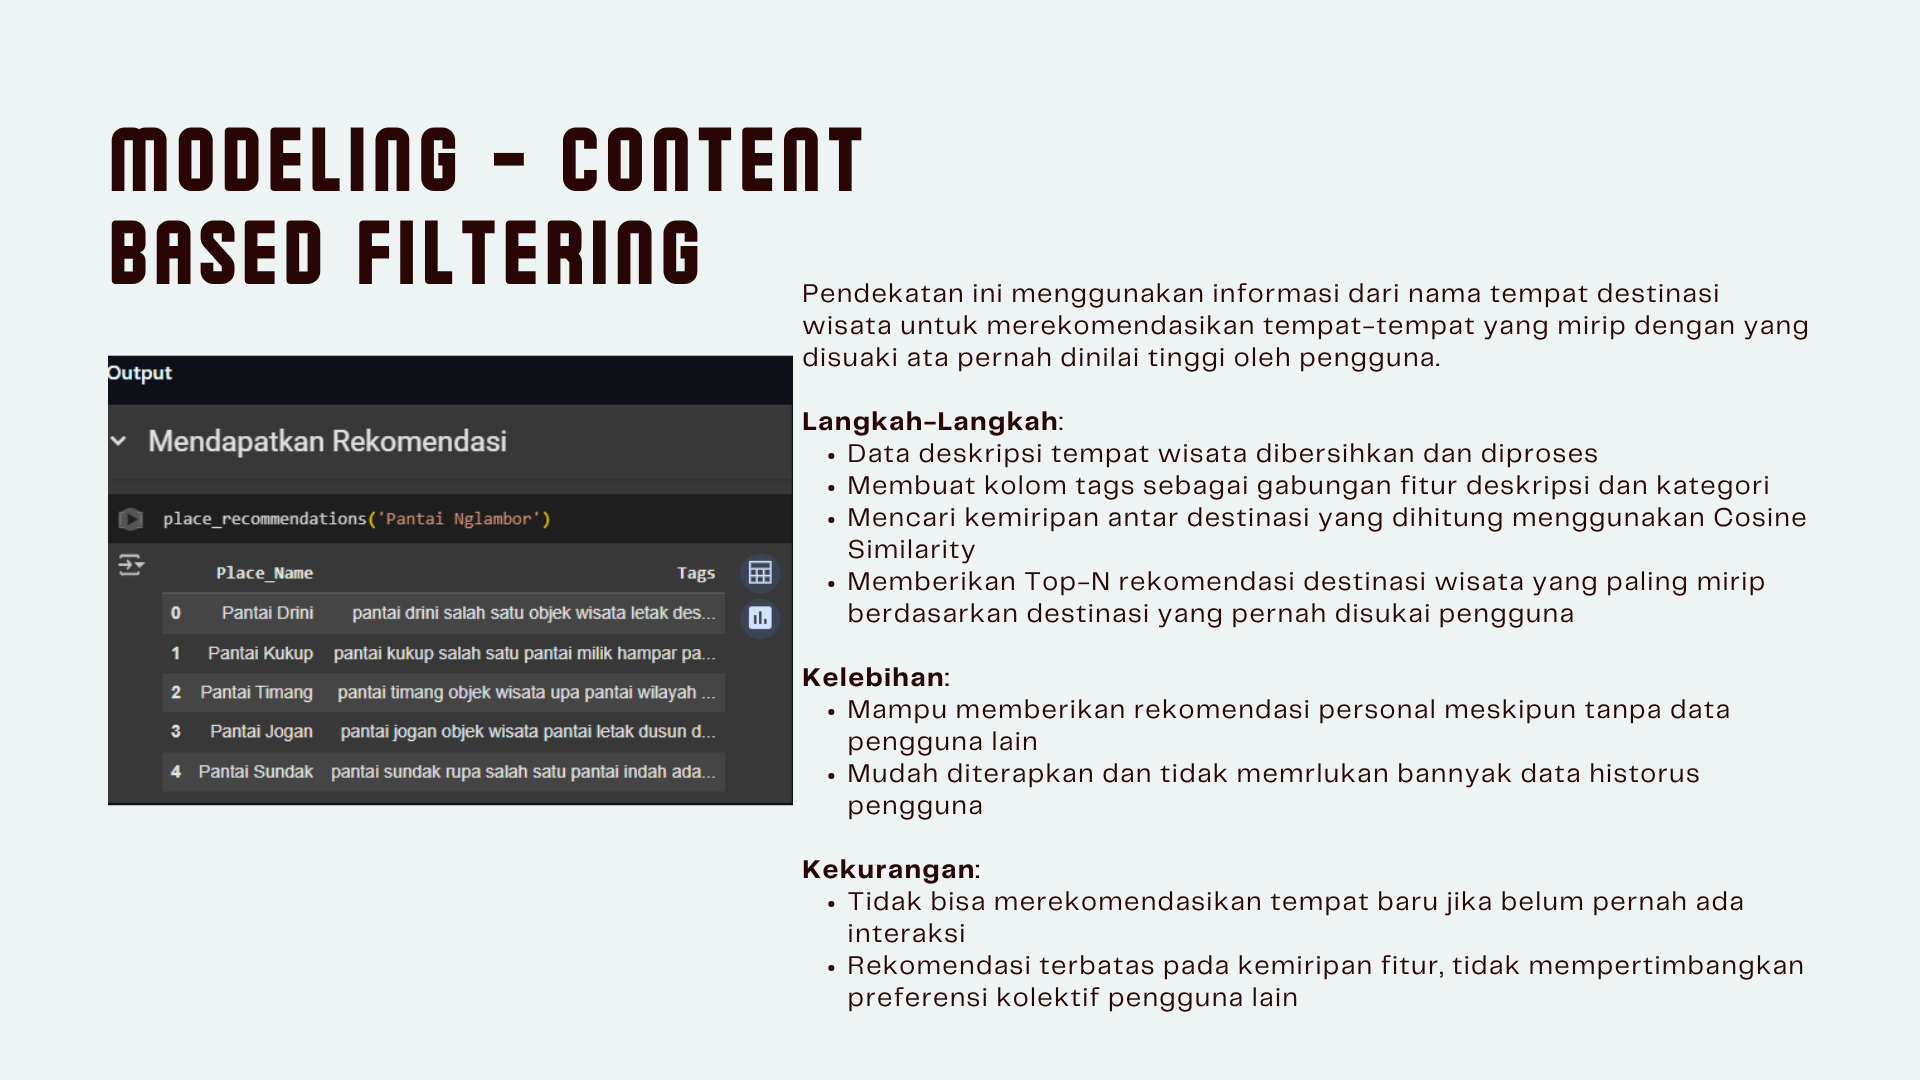 MODELING - CONTENT
BASED FILTERING
Output
Mendapatkan Rekomendasi
place_recommendations('Pantai Nglambor')
Place_Name Tags
0 Pantai Drini pantai drini salah satu objek wisata letak des...
1 Pantai Kukup pantai kukup salah satu pantai milik hampar pa...
2 Pantai Timang pantai timang objek wisata upa pantai wilayah ...
3 Pantai Jogan pantai jogan objek wisata pantai letak dusun d...
4 Pantai Sundak pantai sundak rupa salah satu pantai indah ada...
Pendekatan ini menggunakan informasi dari nama tempat destinasi
wisata untuk merekomendasikan tempat-tempat yang mirip dengan yang
disuaki ata pernah dinilai tinggi oleh pengguna.
Langkah-Langkah:
• Data deskripsi tempat wisata dibersihkan dan diproses
• Membuat kolom tags sebagai gabungan fitur deskripsi dan kategori
• Mencari kemiripan antar destinasi yang dihitung menggunakan Cosine
Similarity
• Memberikan Top-N rekomendasi destinasi wisata yang paling mirip
berdasarkan destinasi yang pernah disukai pengguna
Kelebihan:
• Mampu memberikan rekomendasi personal meskipun tanpa data
pengguna lain
• Mudah diterapkan dan tidak memrlukan bannyak data historus
pengguna
Kekurangan:
• Tidak bisa merekomendasikan tempat baru jika belum pernah ada
interaksi
• Rekomendasi terbatas pada kemiripan fitur, tidak mempertimbangkan
preferensi kolektif pengguna lain